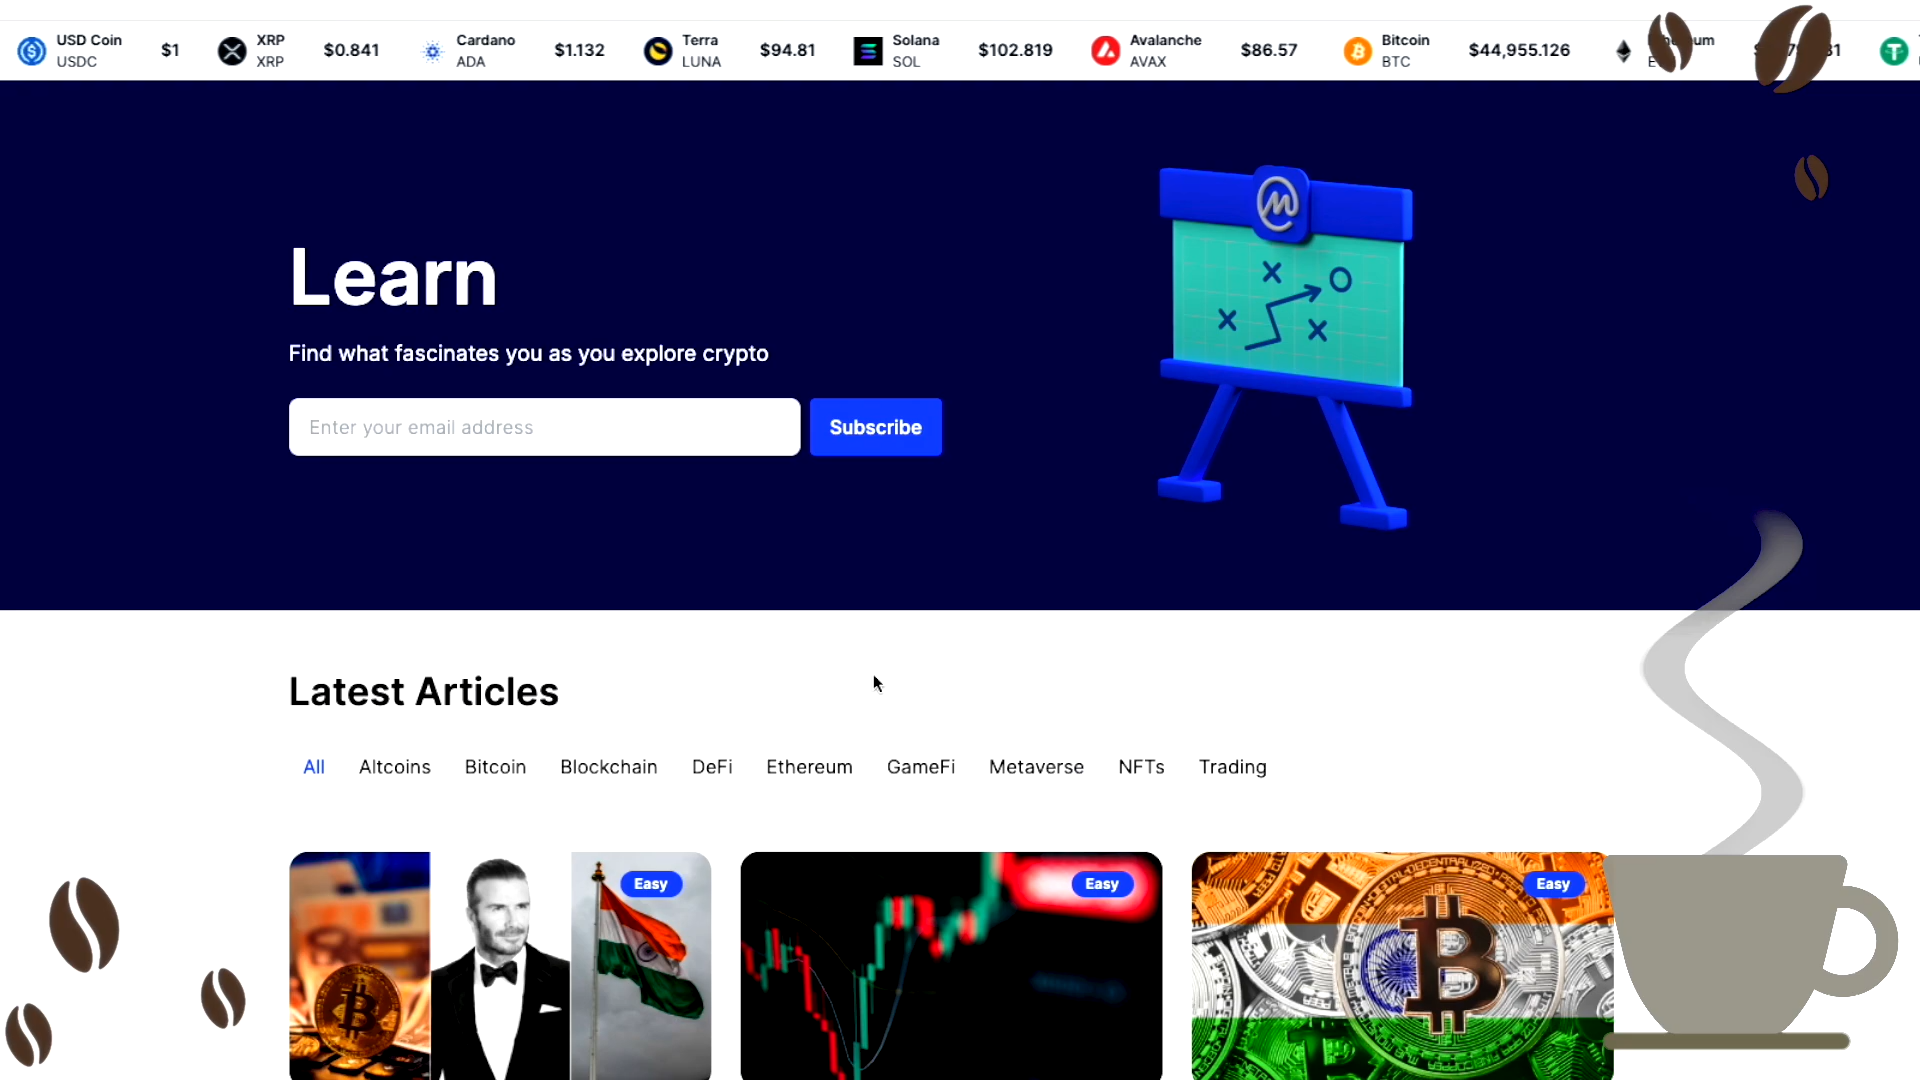 USD Coin
USDC
$1
XRP
XRP
$0.841
Cardano
ADA
$1.132
Terra
LUNA
$94.81
Solana
SOL
$102.819
Avalanche
AVAX
$86.57
Bitcoin
BTC
$44,955.126
Learn
Find what fascinates you as you explore crypto
Enter your email address
Subscribe
Latest Articles
All Altcoins Bitcoin Blockchain DeFi Ethereum GameFi Metaverse NFTs Trading
Easy
Easy
Easy